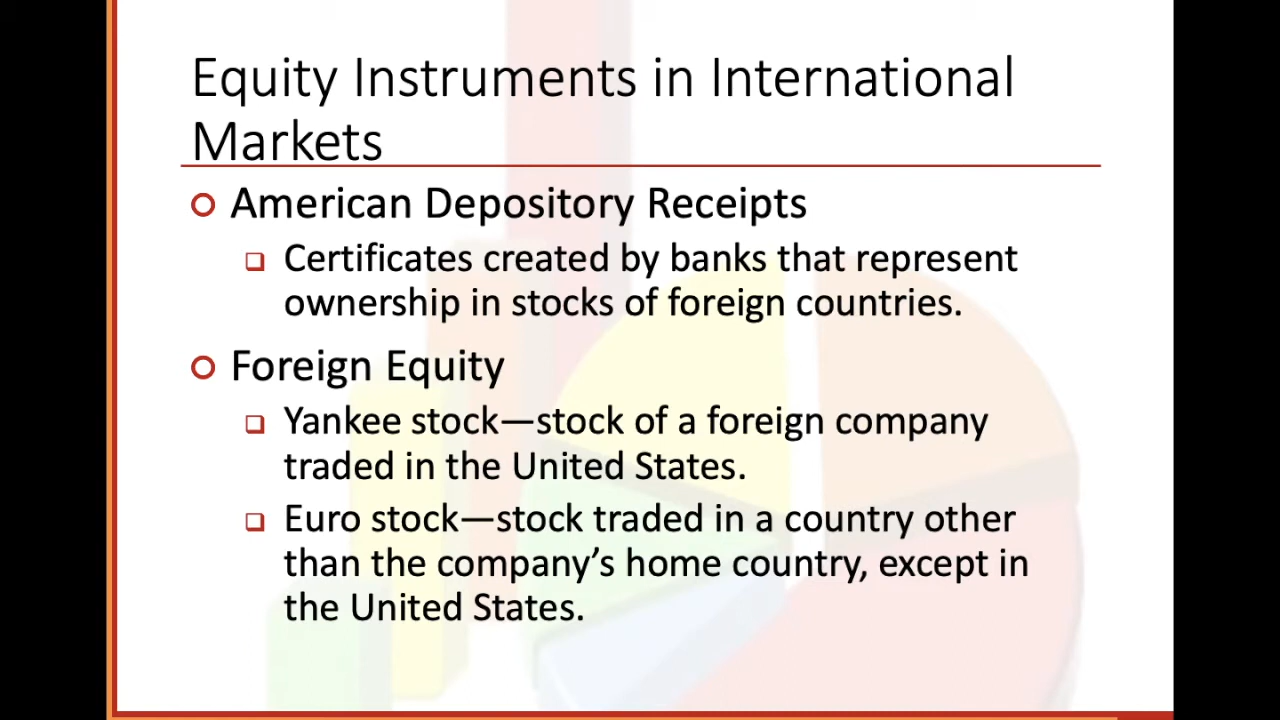 Equity Instruments in International
Markets
American Depository Receipts
Certificates created by banks that represent
ownership in stocks of foreign countries.
Foreign Equity
Yankee stock—stock of a foreign company
traded in the United States.
Euro stock—stock traded in a country other
than the company’s home country, except in
the United States.